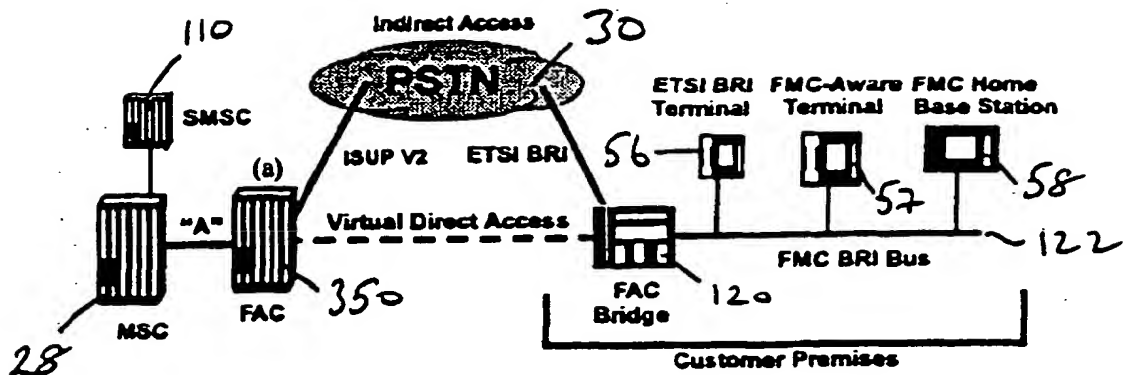 Indirect Access
110
30
PSTN
SMSC
ETSI BRI Terminal
FMC-Aware Terminal
FMC Home Base Station
ISUP V2
ETSI BRI
56
57
58
(a)
"A"
Virtual Direct Access
122
FMC BRI Bus
350
120
28
MSC
FAC
FAC Bridge
Customer Premises